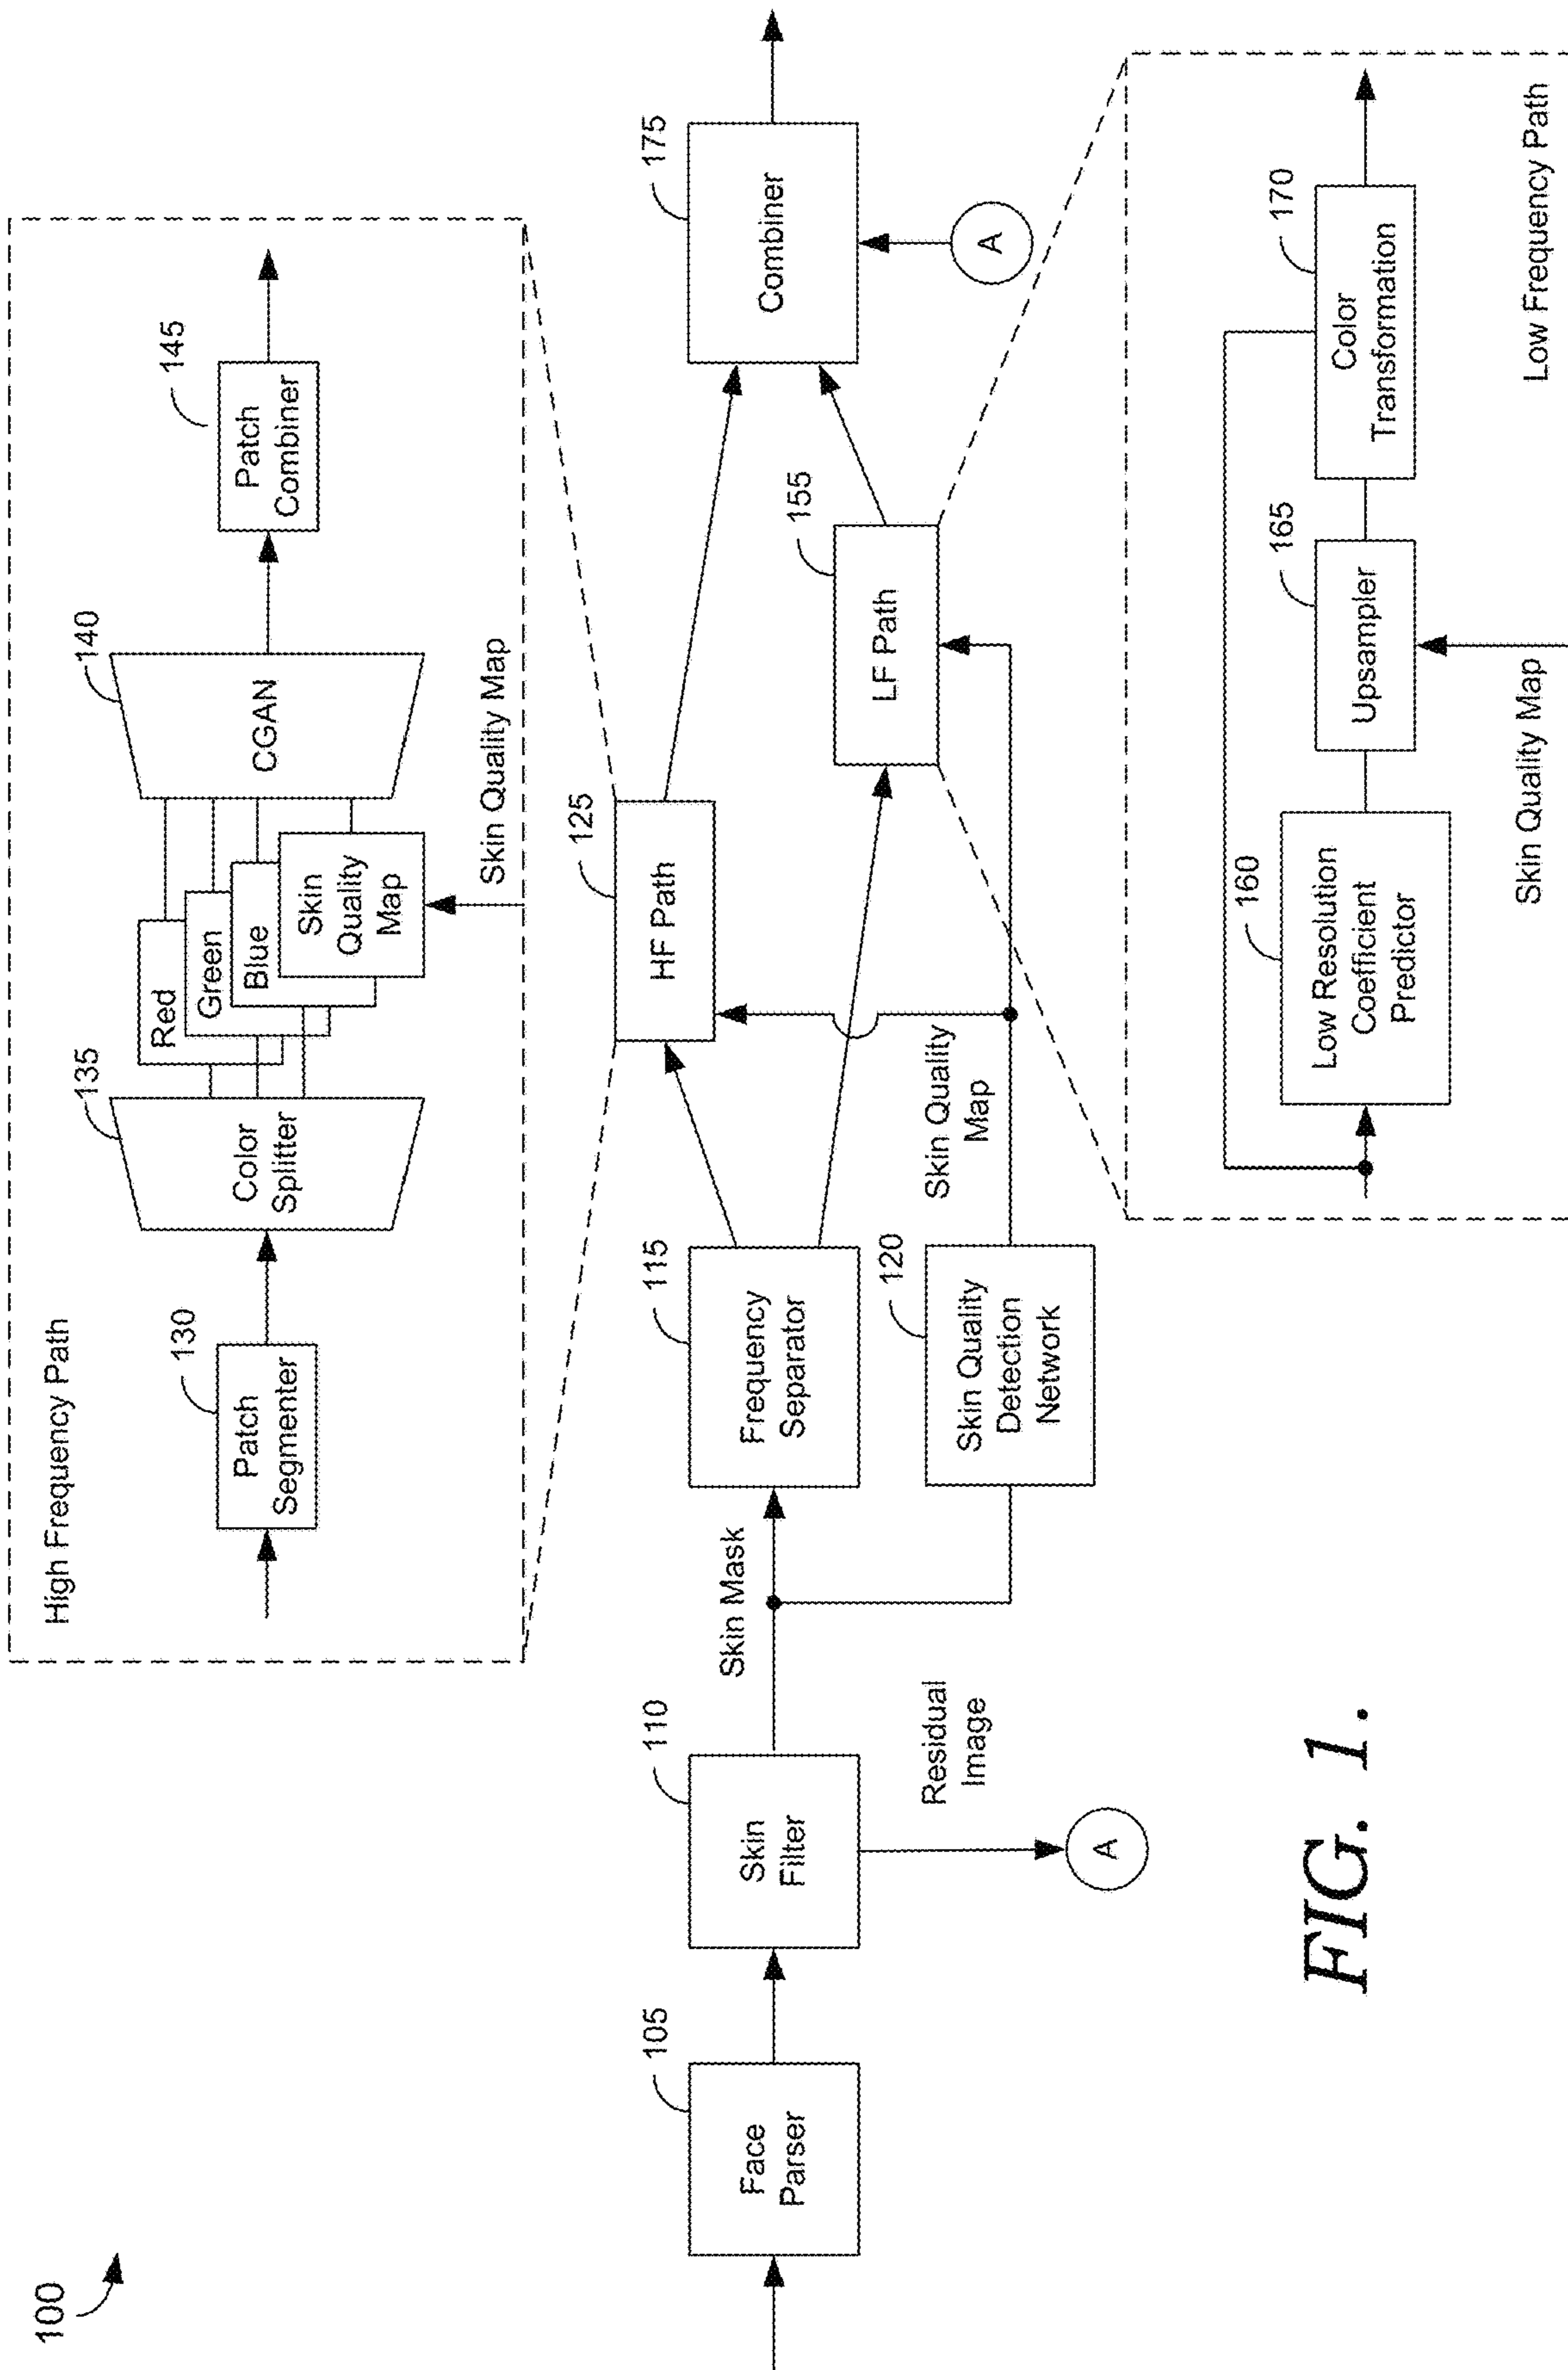 100
High Frequency Path
130
Patch
Segmenter
135
Color
Splitter
Red
Green
Blue
Skin
Quality
Map
Skin Quality Map
140
CGAN
145
Patch
Combiner
105
Face
Parser
110
Skin
Filter
Residual
Image
A
Skin Mask
115
Frequency
Separator
120
Skin Quality
Detection
Network
Skin Quality
Map
125
HF Path
155
LF Path
175
Combiner
A
160
Low Resolution
Coefficient
Predictor
165
Upsampler
Skin Quality Map
170
Color
Transformation
Low Frequency Path
FIG. 1.